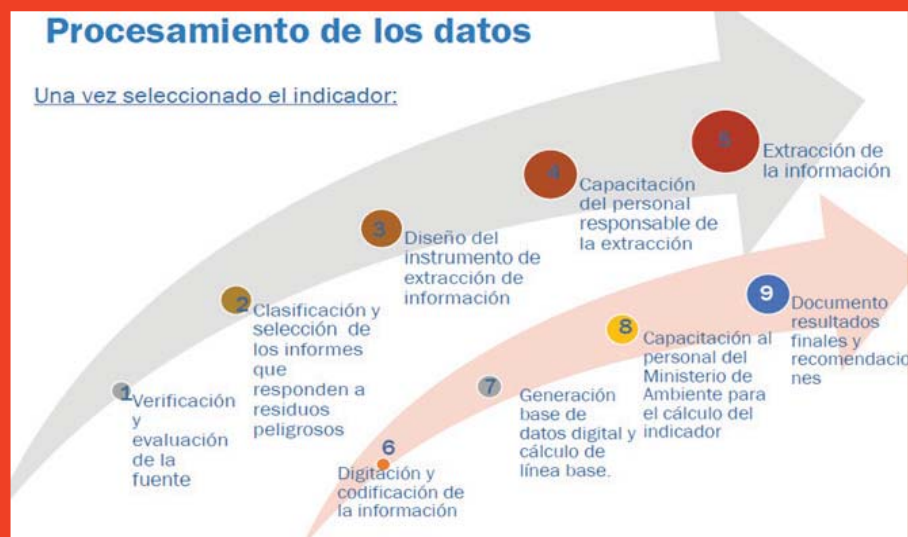 Procesamiento de los datos
Una vez seleccionado el indicador:
1
Verificación
y
evaluación
de la
fuente
2
Clasificación y
selección de
los informes
que
responden a
residuos
peligrosos
3
Diseño del
instrumento de
extracción de
información
4
Capacitación
del personal
responsable de
la extracción
5
Extracción de
la información
6
Digitación y
codificación de
la información
7
Generación
base de
datos digital y
cálculo de
línea base.
8
Capacitación al
personal del
Ministerio de
Ambiente para
el cálculo del
indicador
9
Documento
resultados
finales y
recomendacio
nes